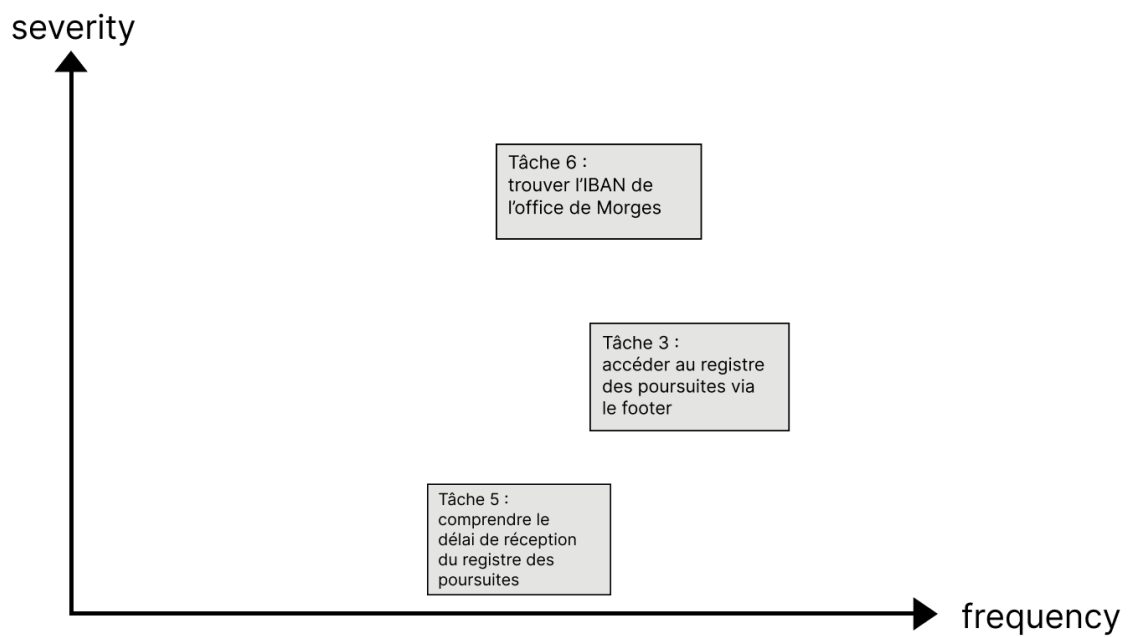 severity
Tâche 6 :
trouver l’IBAN de
l’office de Morges
Tâche 3 :
accéder au registre
des poursuites via
le footer
Tâche 5 :
comprendre le
délai de réception
du registre des
poursuites
frequency